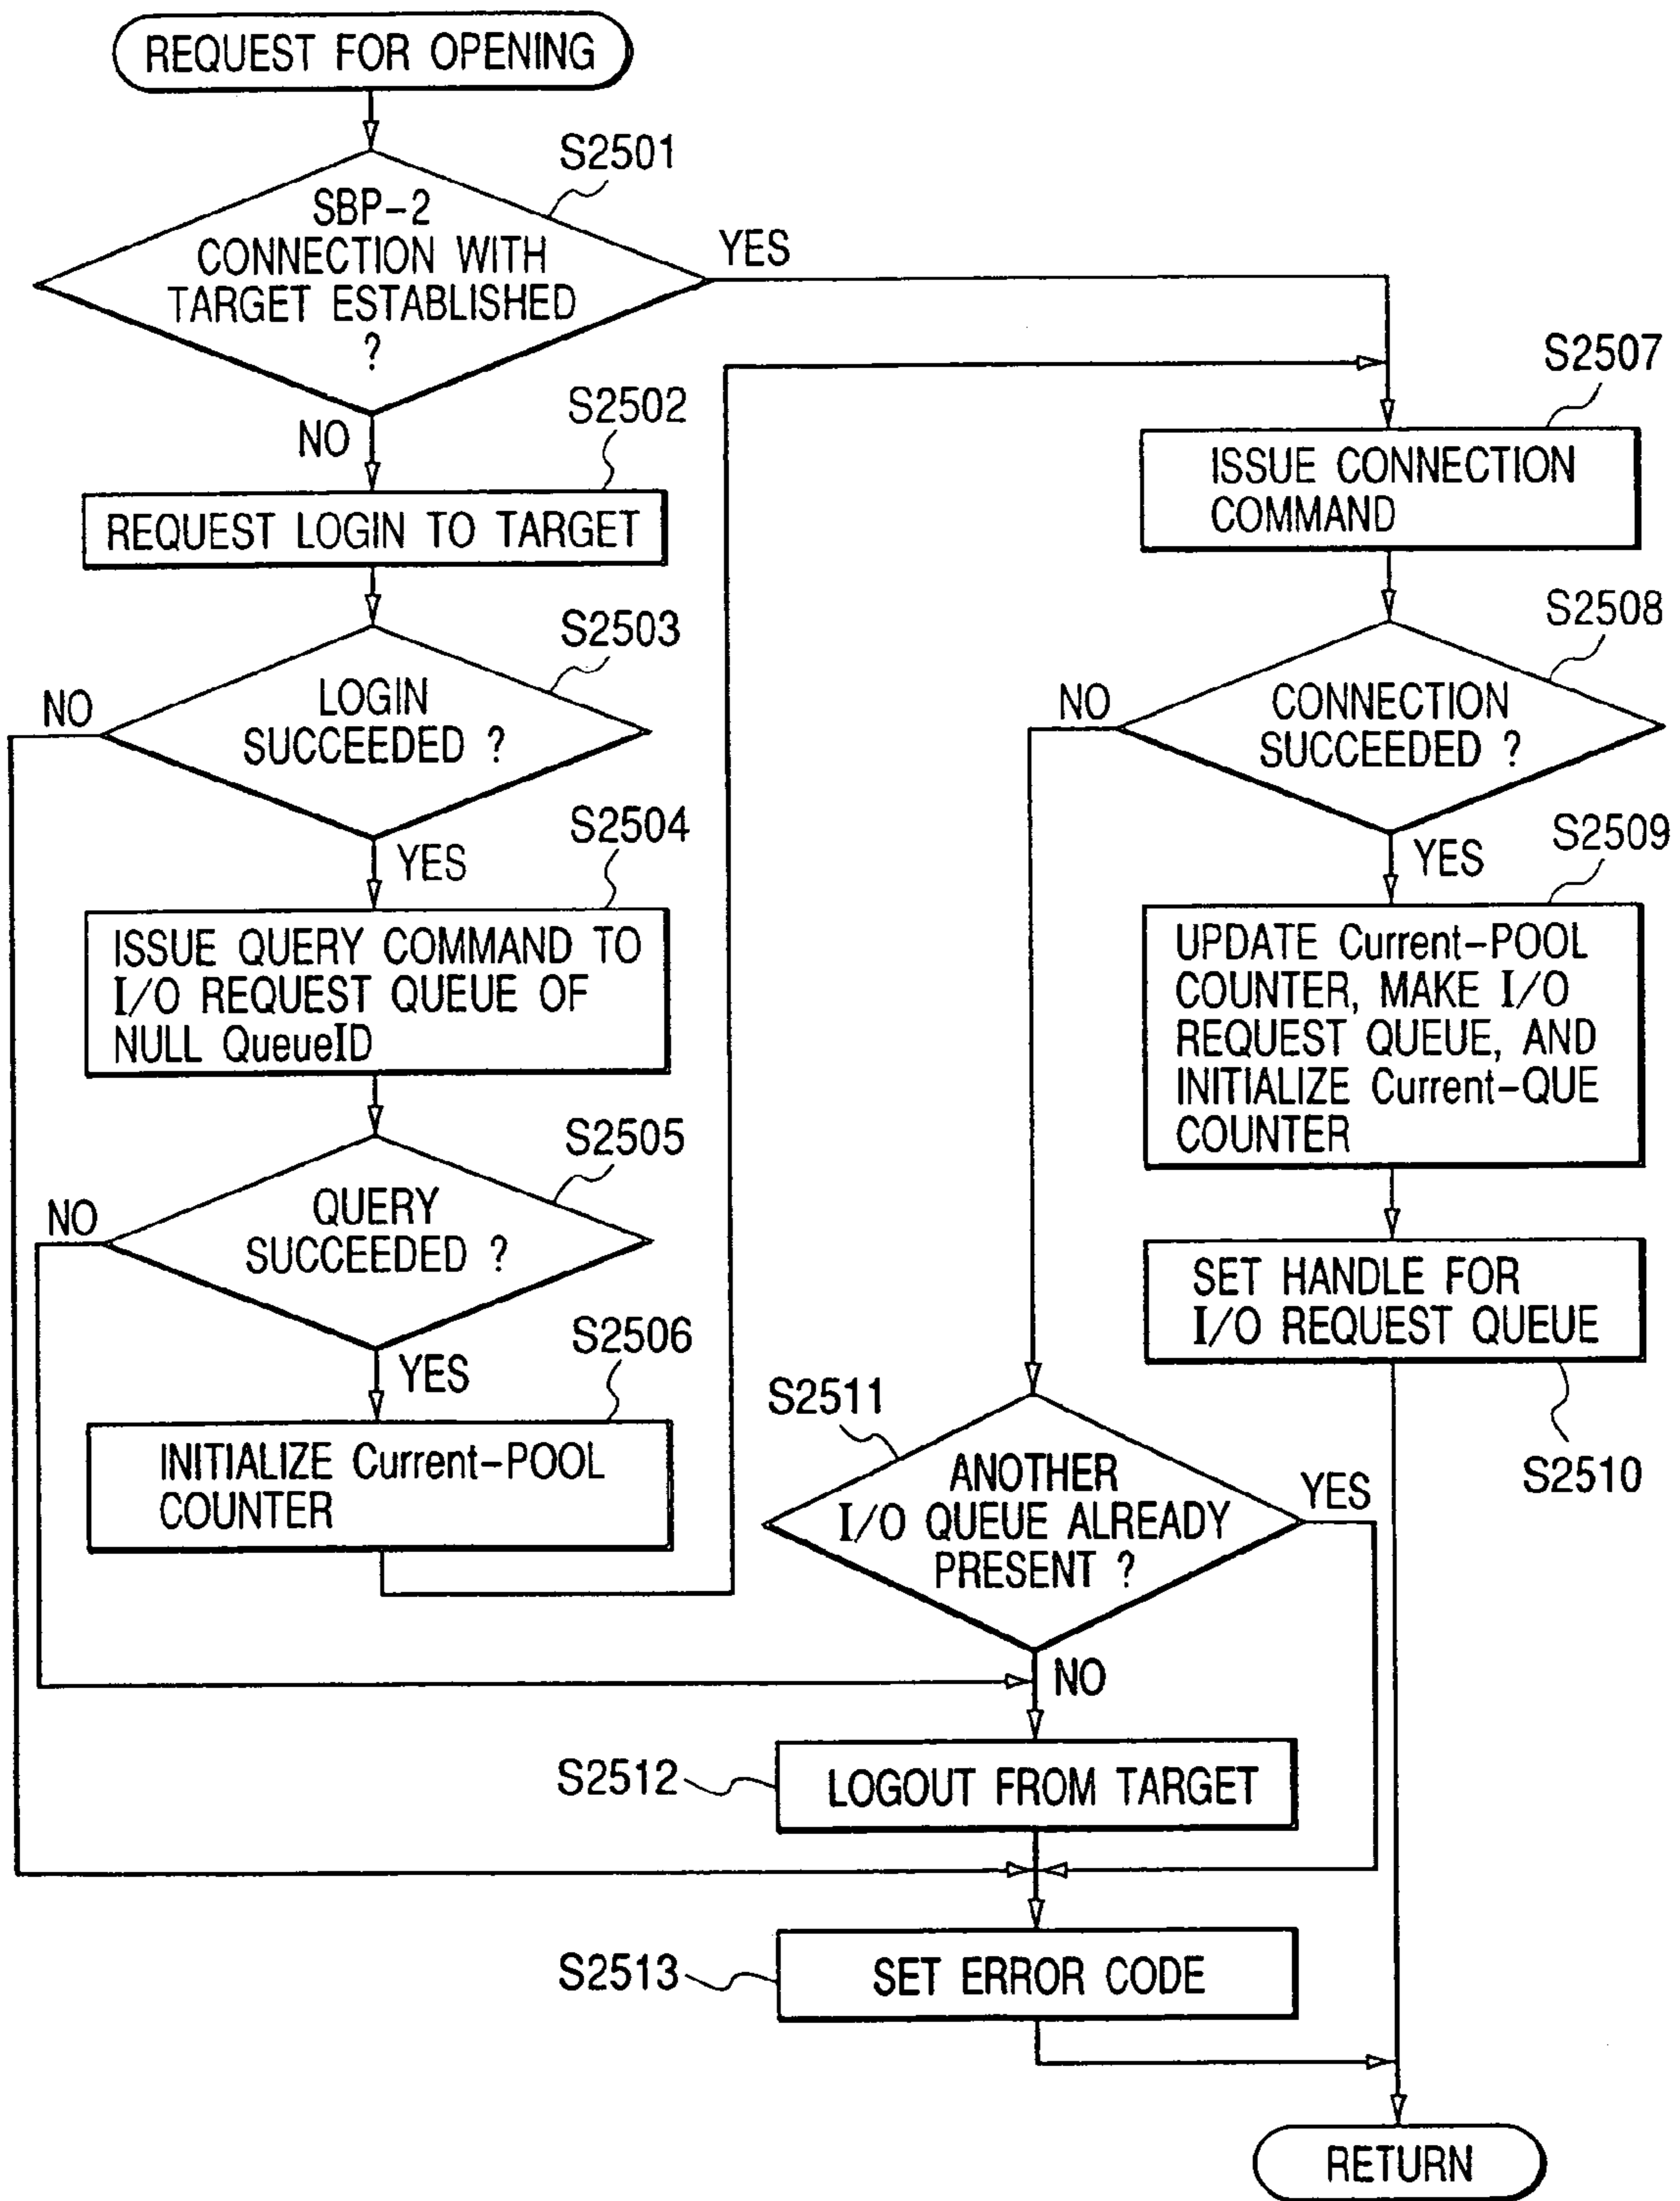 REQUEST FOR OPENING
S2501
SBP-2
CONNECTION WITH
TARGET ESTABLISHED
?
YES
NO
S2502
REQUEST LOGIN TO TARGET
S2503
LOGIN
SUCCEEDED ?
NO
YES
S2504
ISSUE QUERY COMMAND TO
I/O REQUEST QUEUE OF
NULL QueueID
S2505
QUERY
SUCCEEDED ?
NO
YES
S2506
INITIALIZE Current-POOL
COUNTER
S2507
ISSUE CONNECTION
COMMAND
S2508
CONNECTION
SUCCEEDED ?
NO
YES
S2509
UPDATE Current-POOL
COUNTER, MAKE I/O
REQUEST QUEUE, AND
INITIALIZE Current-QUE
COUNTER
SET HANDLE FOR
I/O REQUEST QUEUE
S2510
S2511
ANOTHER
I/O QUEUE ALREADY
PRESENT ?
YES
NO
S2512
LOGOUT FROM TARGET
S2513
SET ERROR CODE
RETURN